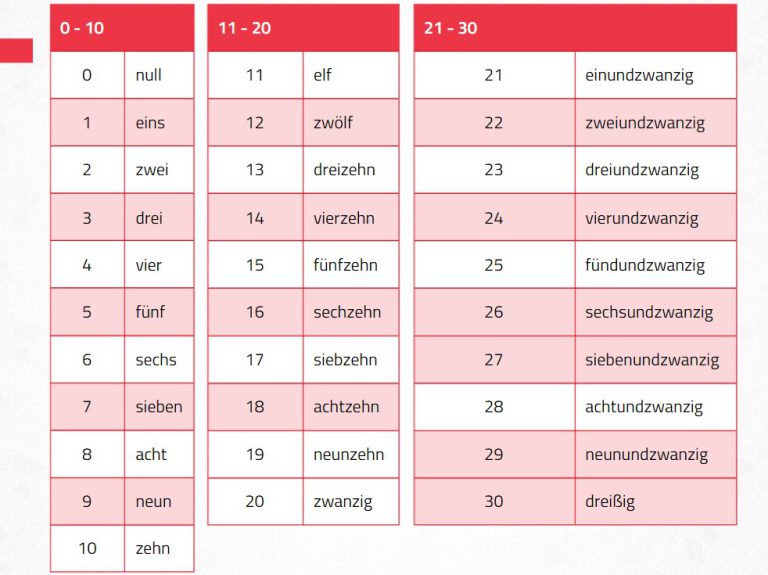 0 - 10
0 null
1 eins
2 zwei
3 drei
4 vier
5 fünf
6 sechs
7 sieben
8 acht
9 neun
10 zehn
11 - 20
11 elf
12 zwölf
13 dreizehn
14 vierzehn
15 fünfzehn
16 sechzehn
17 siebzehn
18 achtzehn
19 neunzehn
20 zwanzig
21 - 30
21 einundzwanzig
22 zweiundzwanzig
23 dreiundzwanzig
24 vierundzwanzig
25 fündundzwanzig
26 sechsundzwanzig
27 siebenundzwanzig
28 achtundzwanzig
29 neunundzwanzig
30 dreißig